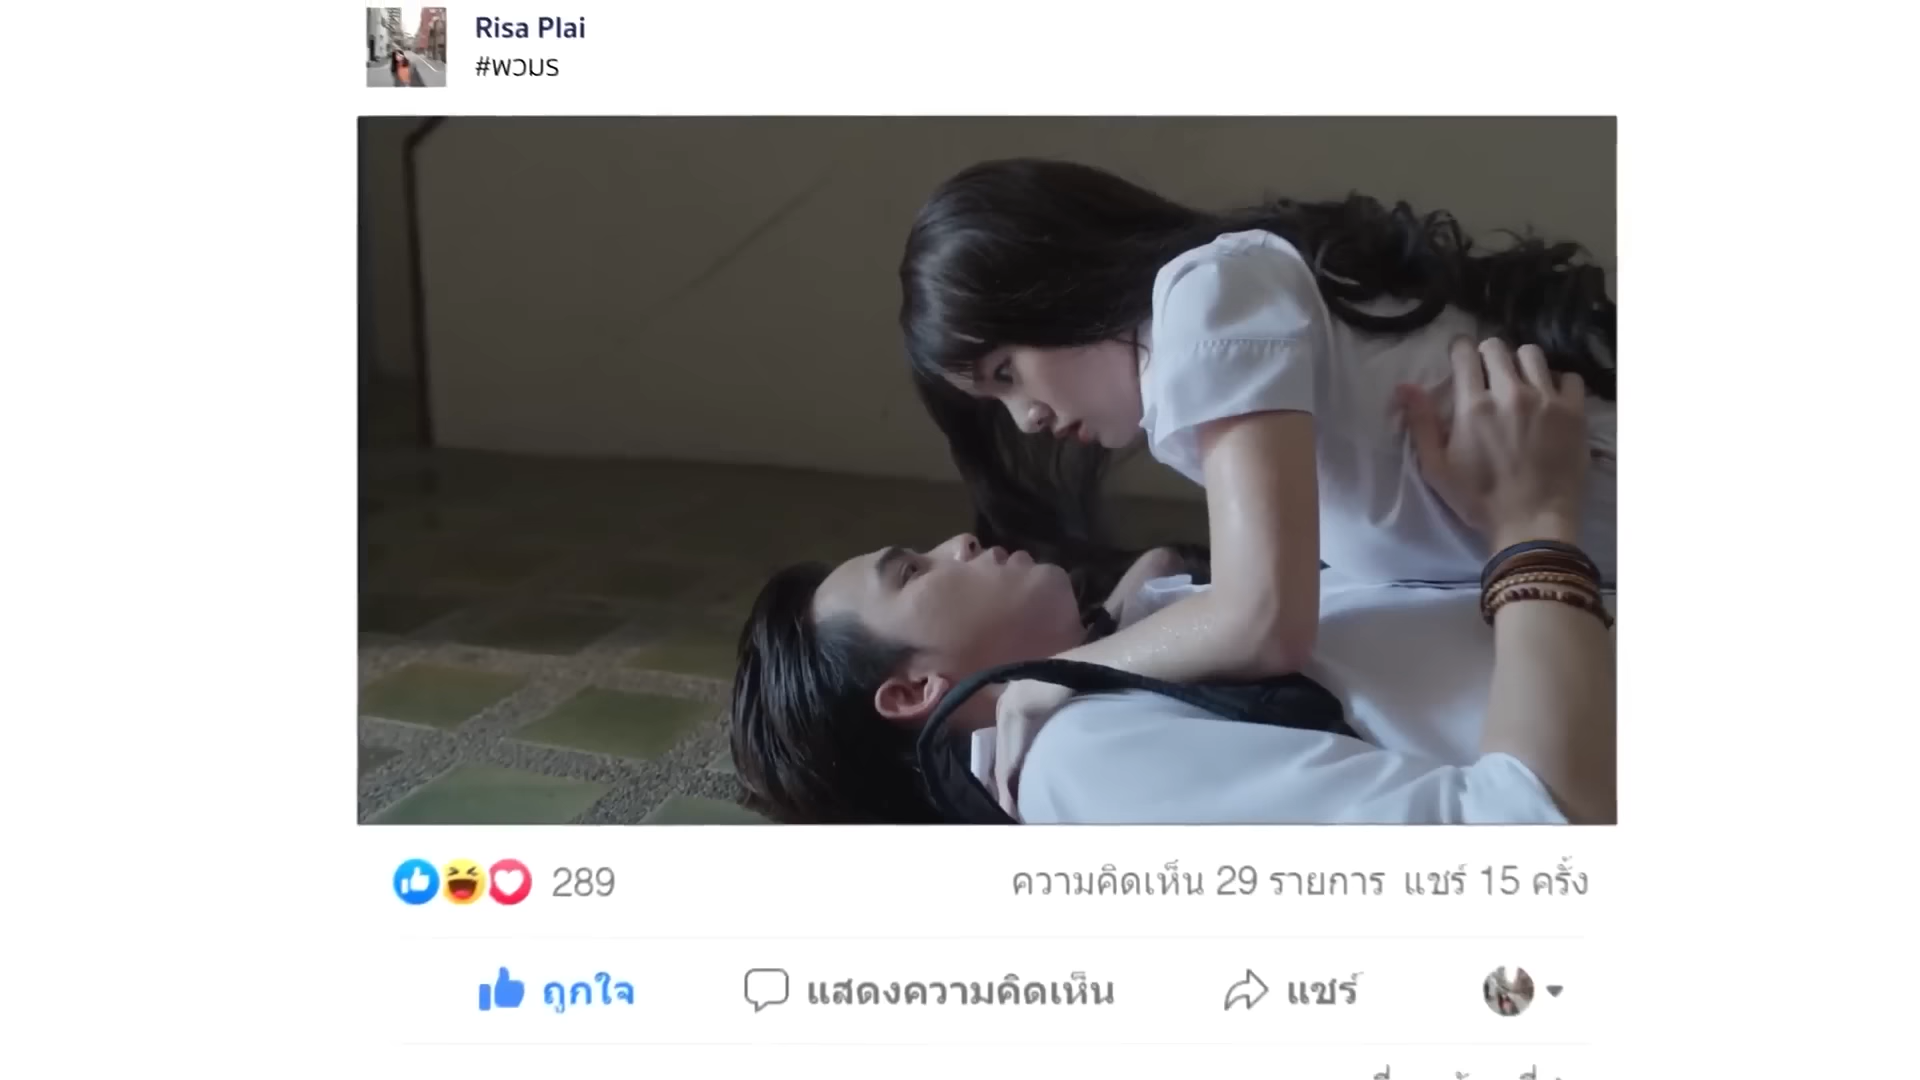 Risa Plai
#พวมร
289
ความคิดเห็น 29 รายการ แชร์ 15 ครั้ง
ถูกใจ แสดงความคิดเห็น แชร์